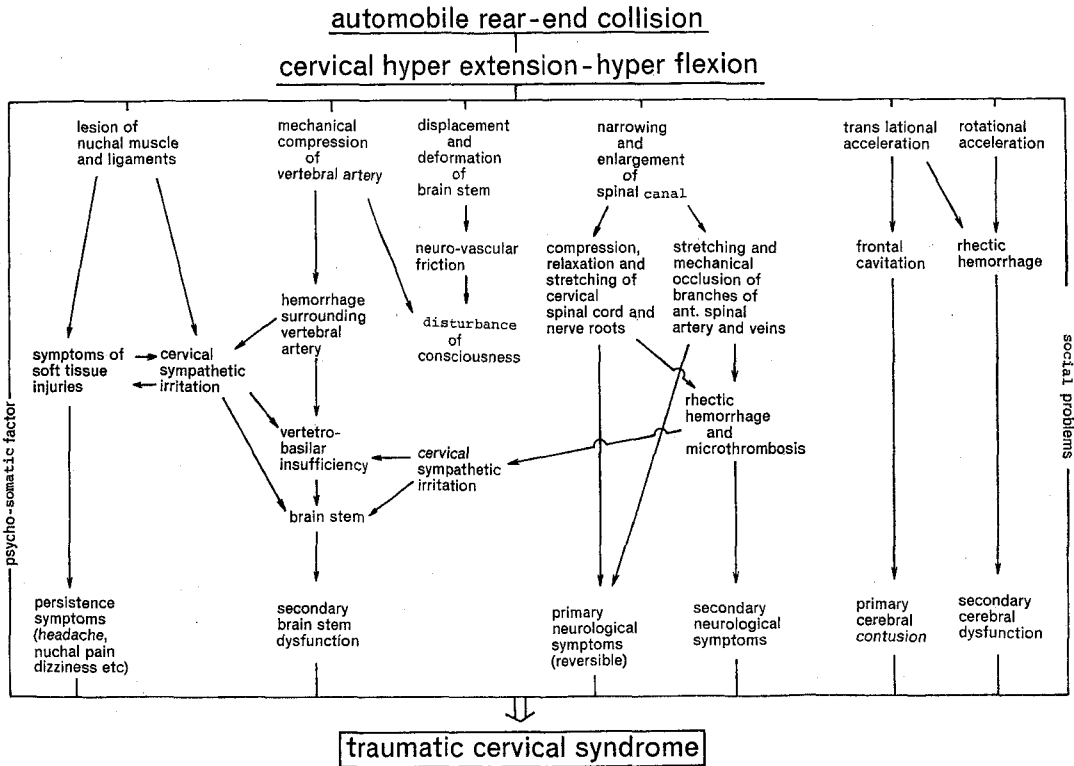 automobile rear-end collision
cervical hyper extension-hyper flexion
lesion of
nuchal muscle
and ligaments
mechanical
compression
of
vertebral artery
displacement
and
deformation
of
brain stem
narrowing
and
enlargement
of
spinal canal
trans lational
acceleration
rotational
acceleration
neuro-vascular
friction
compression,
relaxation and
stretching of
cervical
spinal cord and
nerve roots
stretching and
mechanical
occlusion of
branches of
ant. spinal
artery and veins
frontal
cavitation
rhectic
hemorrhage
hemorrhage
surrounding
vertebral
artery
disturbance
of
consciousness
symptoms of
soft tissue
injuries
cervical
sympathetic
irritation
rhectic
hemorrhage
and
microthrombosis
vertetro-
basilar
insufficiency
cervical
sympathetic
irritation
brain stem
psycho-somatic factor
social problems
persistence
symptoms
(headache,
nuchal pain
dizziness etc)
secondary
brain stem
dysfunction
primary
neurological
symptoms
(reversible)
secondary
neurological
symptoms
primary
cerebral
contusion
secondary
cerebral
dysfunction
traumatic cervical syndrome